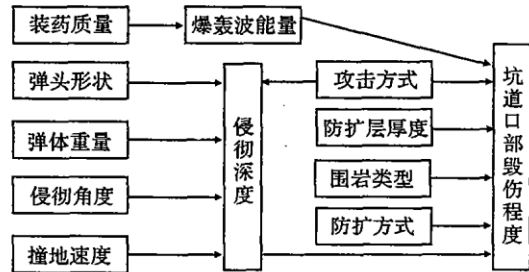 装药质量
爆轰波能量
弹头形状
弹体重量
侵彻角度
撞地速度
侵彻深度
攻击方式
防扩层厚度
围岩类型
防扩方式
坑道口部毁伤程度